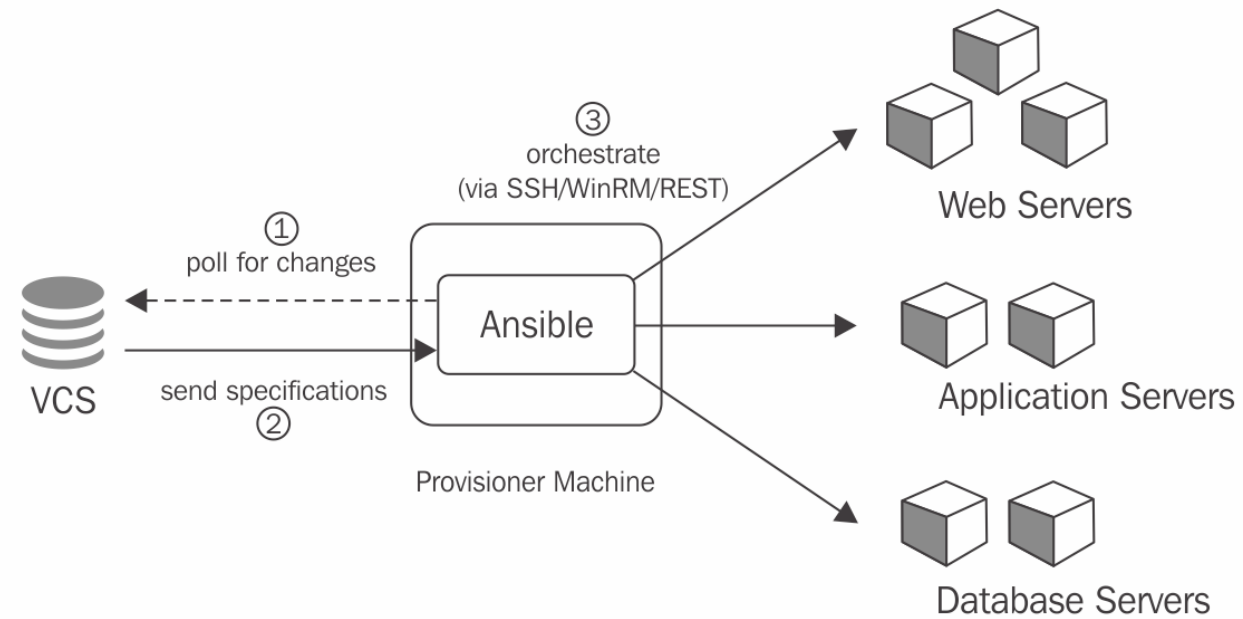 ③
orchestrate
(via SSH/WinRM/REST)
Web Servers
①
poll for changes
Ansible
VCS
send specifications
②
Application Servers
Provisioner Machine
Database Servers